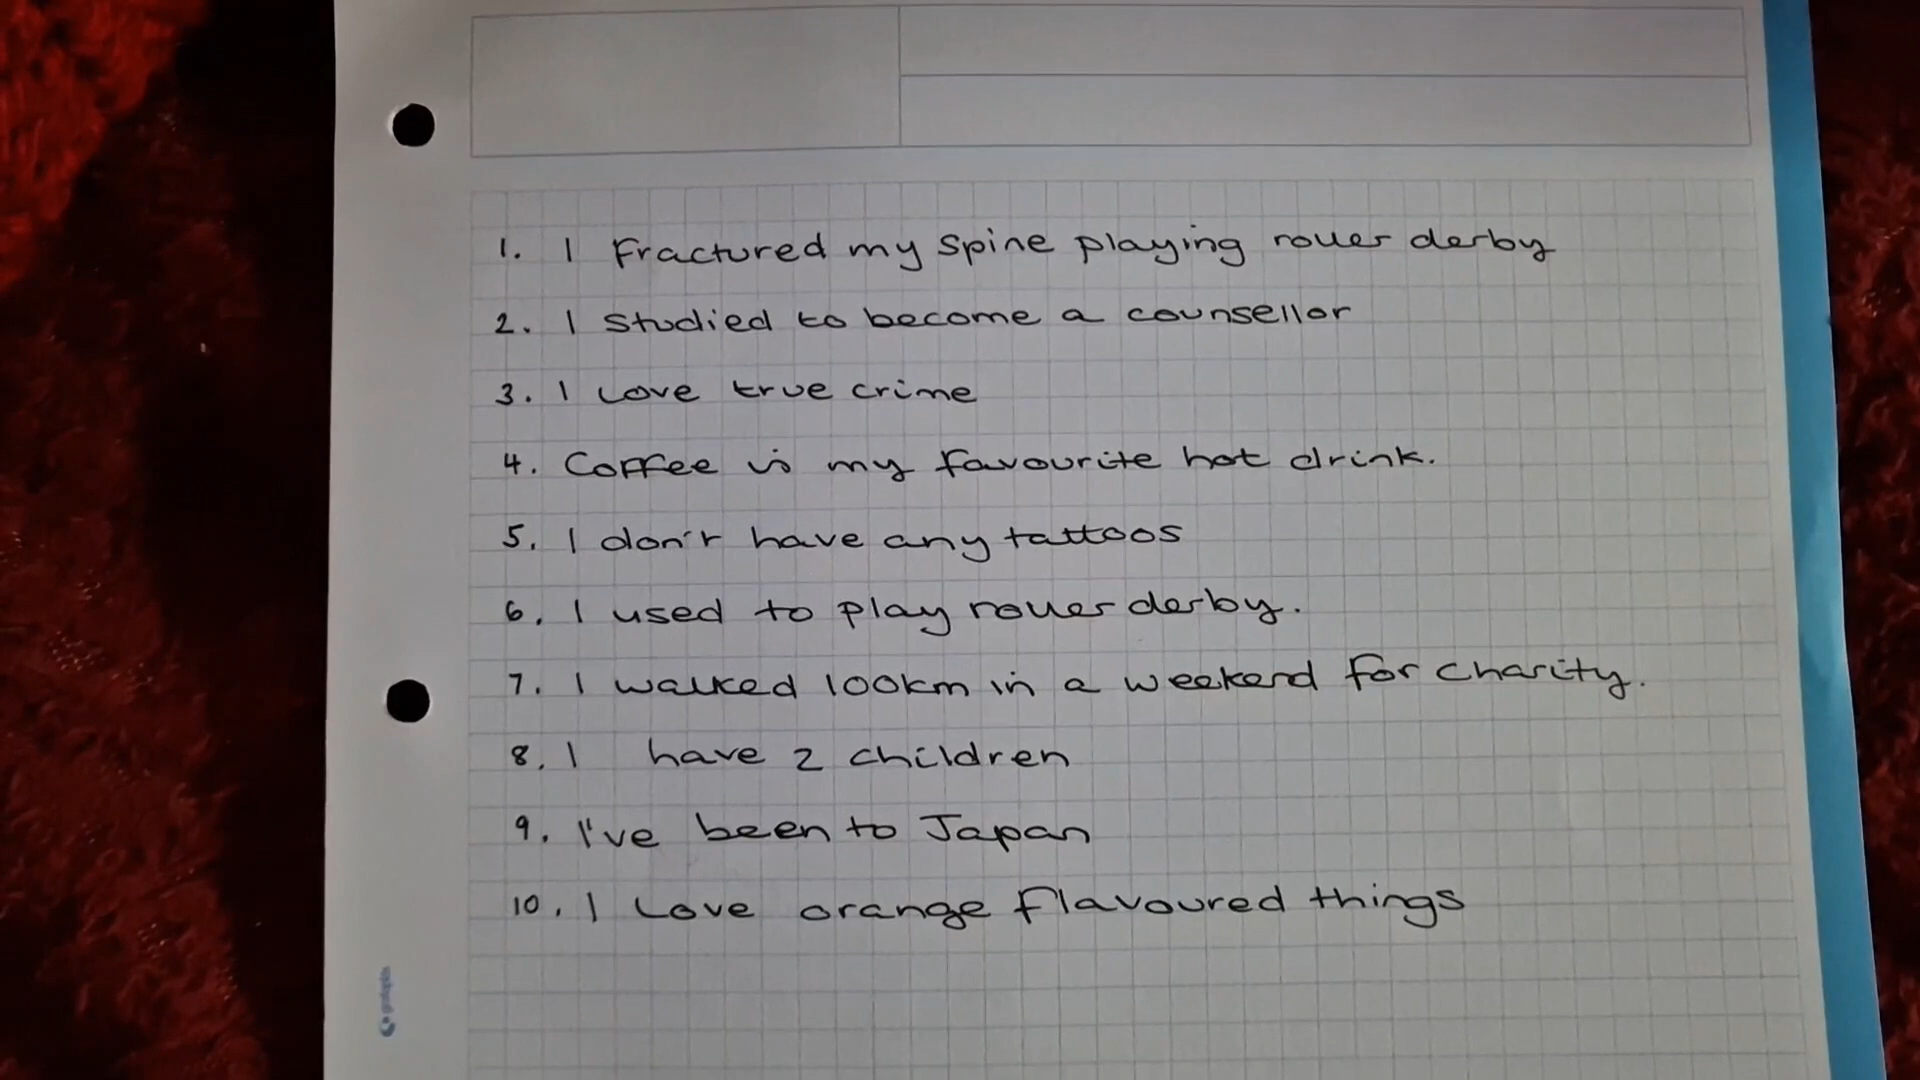 1. I Fractured my spine playing roller derby
2. I studied to become a counsellor
3. I Love true crime
4. Coffee is my favourite hot drink.
5. I don't have any tattoos
6. I used to play roller derby.
7. I walked 100km in a weekend for charity.
8. I have 2 children
9. I've been to Japan
10. I Love orange flavoured things